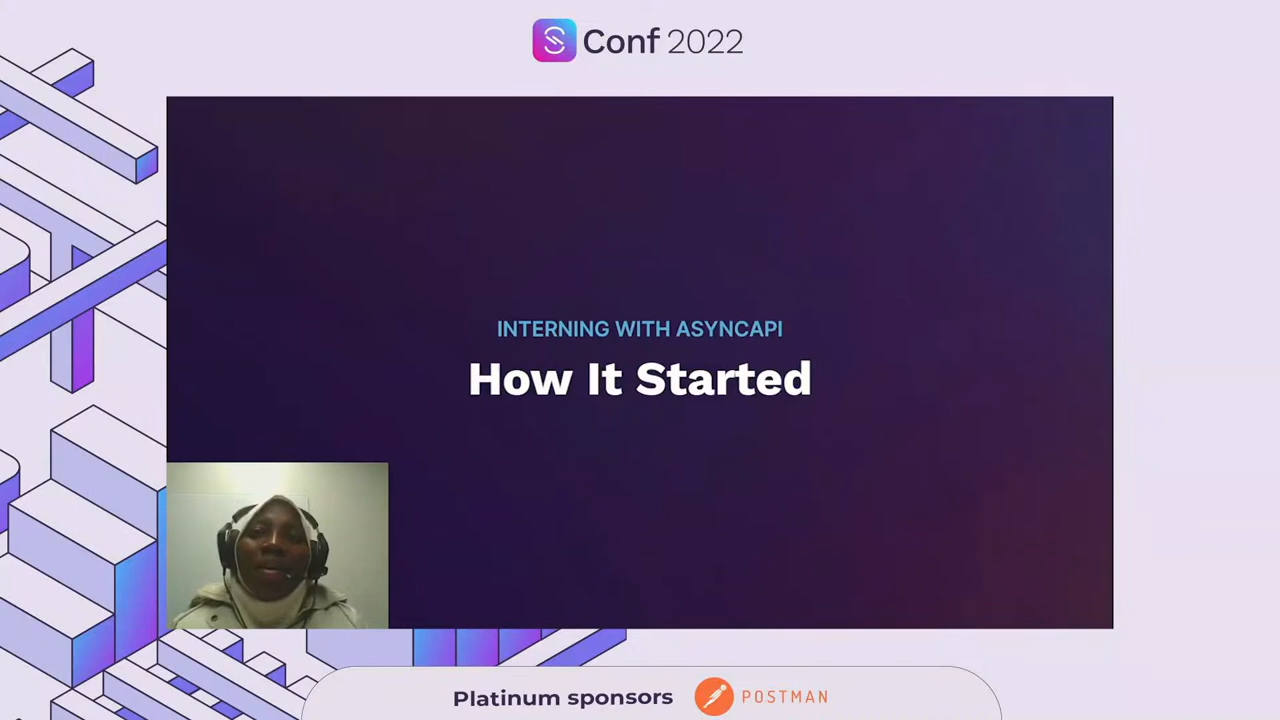 Conf 2022
INTERNING WITH ASYNCAPI
How It Started
Platinum sponsors
POSTMAN